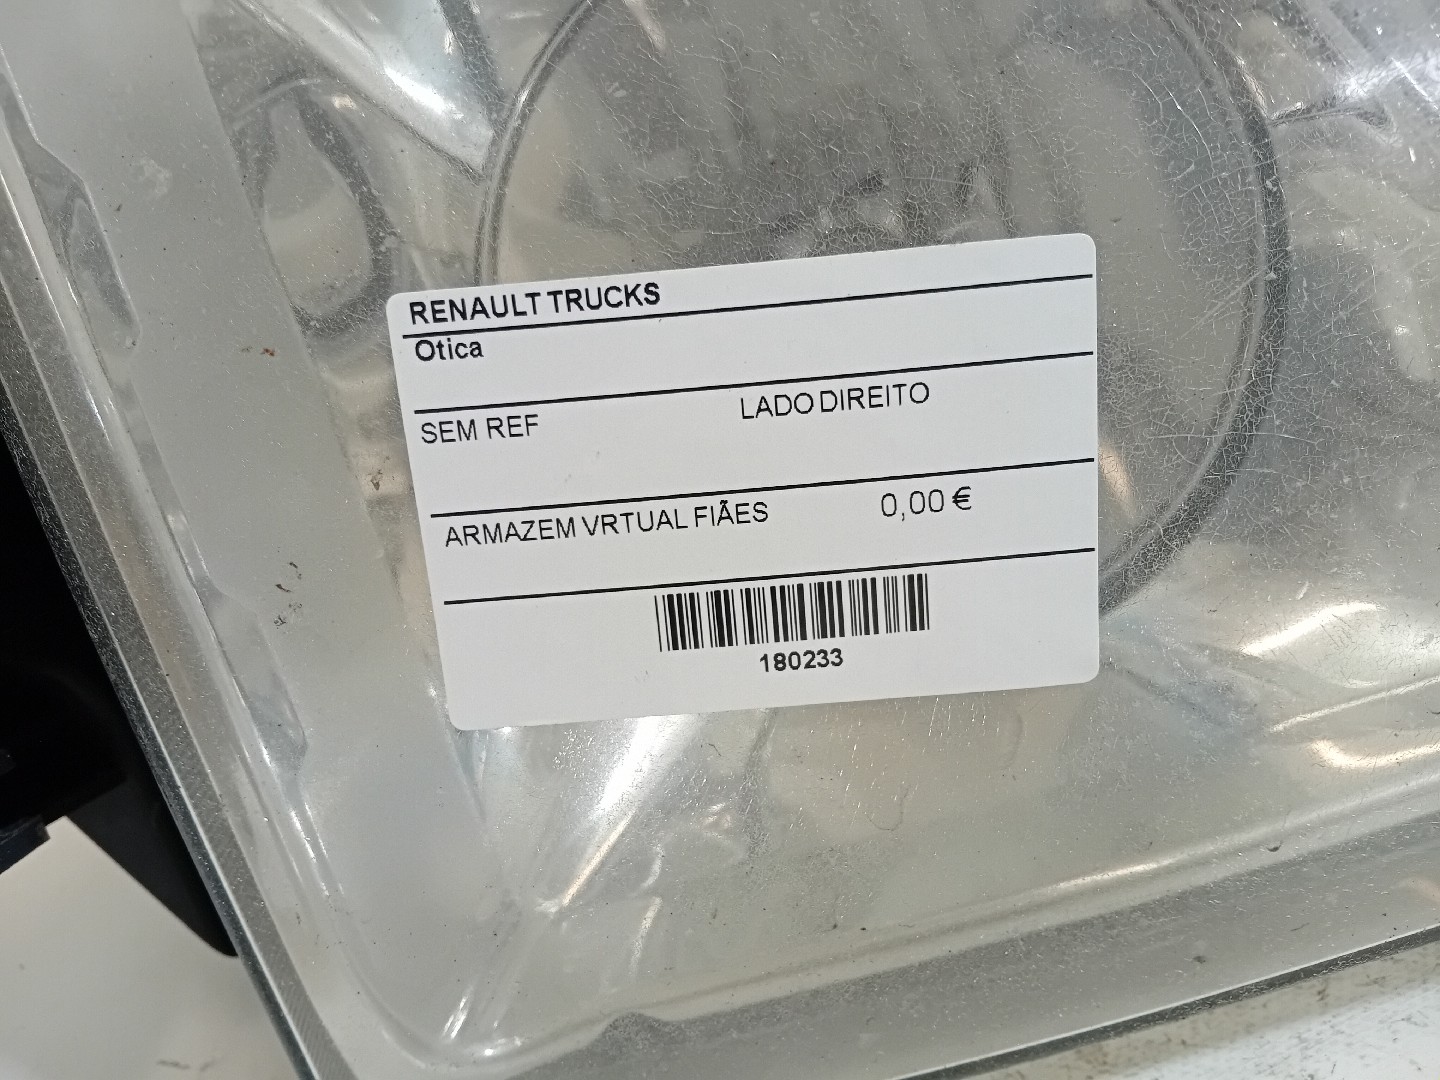 RENAULT TRUCKS
Otica
SEM REF LADO DIREITO
ARMAZEM VRTUAL FIÃES 0,00 €
180233